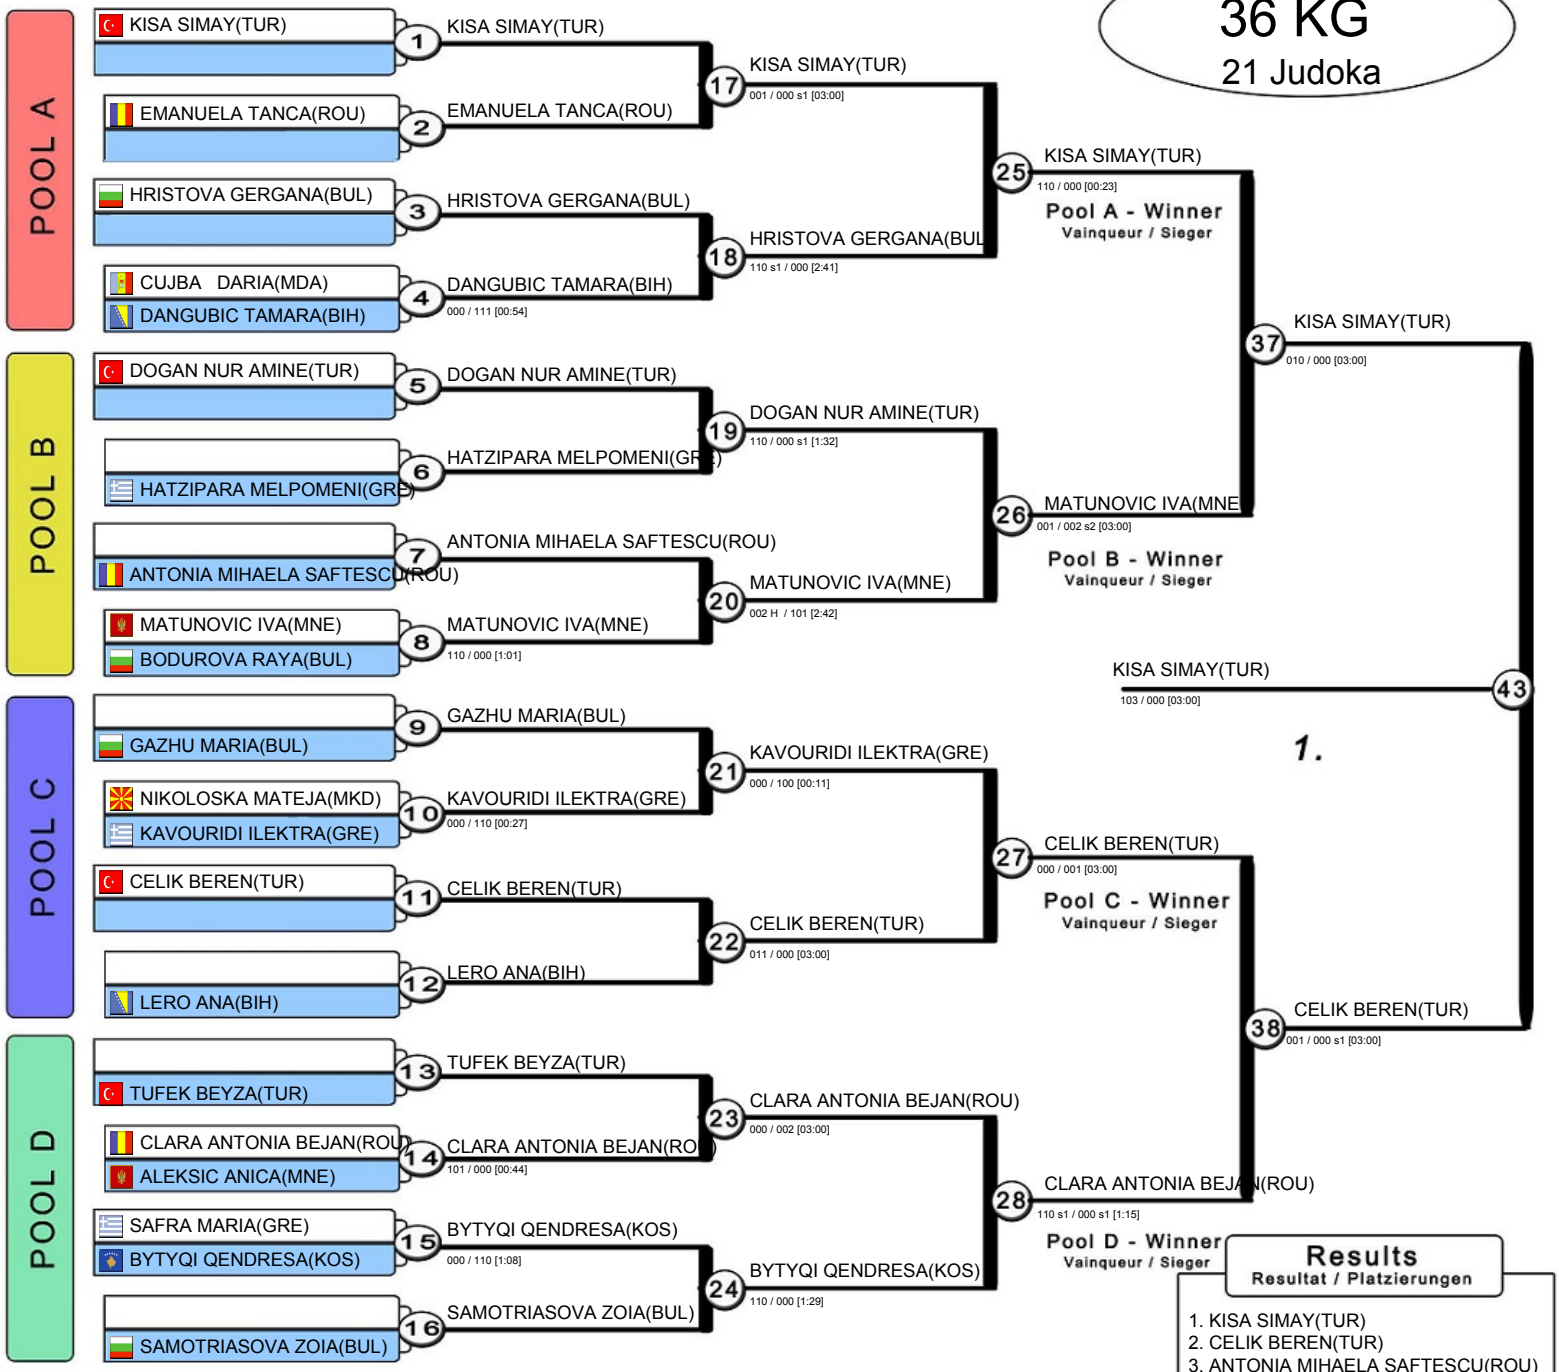 36 KG
21 Judoka
POOL A
KISA SIMAY(TUR)
1
KISA SIMAY(TUR)
EMANUELA TANCA(ROU)
2
EMANUELA TANCA(ROU)
17
KISA SIMAY(TUR)
001 / 000 s1 [03:00]
HRISTOVA GERGANA(BUL)
3
HRISTOVA GERGANA(BUL)
CUJBA DARIA(MDA)
DANGUBIC TAMARA(BIH)
4
DANGUBIC TAMARA(BIH)
000 / 111 [00:54]
18
HRISTOVA GERGANA(BUL
110 s1 / 000 [2:41]
25
KISA SIMAY(TUR)
110 / 000 [00:23]
Pool A - Winner
Vainqueur / Sieger
POOL B
DOGAN NUR AMINE(TUR)
5
DOGAN NUR AMINE(TUR)
HATZIPARA MELPOMENI(GRE)
6
HATZIPARA MELPOMENI(GRE)
19
DOGAN NUR AMINE(TUR)
110 / 000 s1 [1:32]
ANTONIA MIHAELA SAFTESCU(ROU)
7
ANTONIA MIHAELA SAFTESCU(ROU)
MATUNOVIC IVA(MNE)
BODUROVA RAYA(BUL)
8
MATUNOVIC IVA(MNE)
110 / 000 [1:01]
20
MATUNOVIC IVA(MNE)
002 H / 101 [2:42]
26
MATUNOVIC IVA(MNE
001 / 002 s2 [03:00]
Pool B - Winner
Vainqueur / Sieger
37
KISA SIMAY(TUR)
010 / 000 [03:00]
KISA SIMAY(TUR)
103 / 000 [03:00]
43
1.
POOL C
GAZHU MARIA(BUL)
9
GAZHU MARIA(BUL)
NIKOLOSKA MATEJA(MKD)
KAVOURIDI ILEKTRA(GRE)
10
KAVOURIDI ILEKTRA(GRE)
000 / 110 [00:27]
21
KAVOURIDI ILEKTRA(GRE)
000 / 100 [00:11]
CELIK BEREN(TUR)
11
CELIK BEREN(TUR)
LERO ANA(BIH)
12
LERO ANA(BIH)
22
CELIK BEREN(TUR)
011 / 000 [03:00]
27
CELIK BEREN(TUR)
000 / 001 [03:00]
Pool C - Winner
Vainqueur / Sieger
POOL D
TUFEK BEYZA(TUR)
13
TUFEK BEYZA(TUR)
CLARA ANTONIA BEJAN(ROU)
ALEKSIC ANICA(MNE)
14
CLARA ANTONIA BEJAN(ROU)
101 / 000 [00:44]
23
CLARA ANTONIA BEJAN(ROU)
000 / 002 [03:00]
SAFRA MARIA(GRE)
BYTYQI QENDRESA(KOS)
15
BYTYQI QENDRESA(KOS)
000 / 110 [1:08]
SAMOTRIASOVA ZOIA(BUL)
16
SAMOTRIASOVA ZOIA(BUL)
24
BYTYQI QENDRESA(KOS)
110 / 000 [1:29]
28
CLARA ANTONIA BEJAN(ROU)
110 s1 / 000 s1 [1:15]
Pool D - Winner
Vainqueur / Sieger
38
CELIK BEREN(TUR)
001 / 000 s1 [03:00]
Results
Resultat / Platzierungen
1. KISA SIMAY(TUR)
2. CELIK BEREN(TUR)
3. ANTONIA MIHAELA SAFTESCU(ROU)